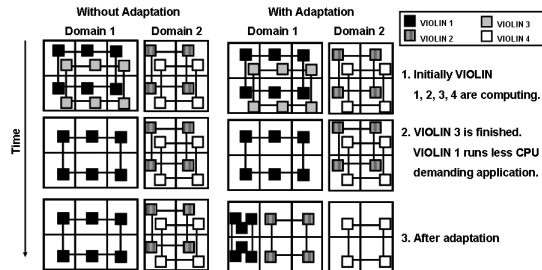 Without Adaptation
With Adaptation
Domain 1
Domain 2
Domain 1
Domain 2
VIOLIN 1
VIOLIN 3
VIOLIN 2
VIOLIN 4
Time
1. Initially VIOLIN
1, 2, 3, 4 are computing.
2. VIOLIN 3 is finished.
VIOLIN 1 runs less CPU
demanding application.
3. After adaptation